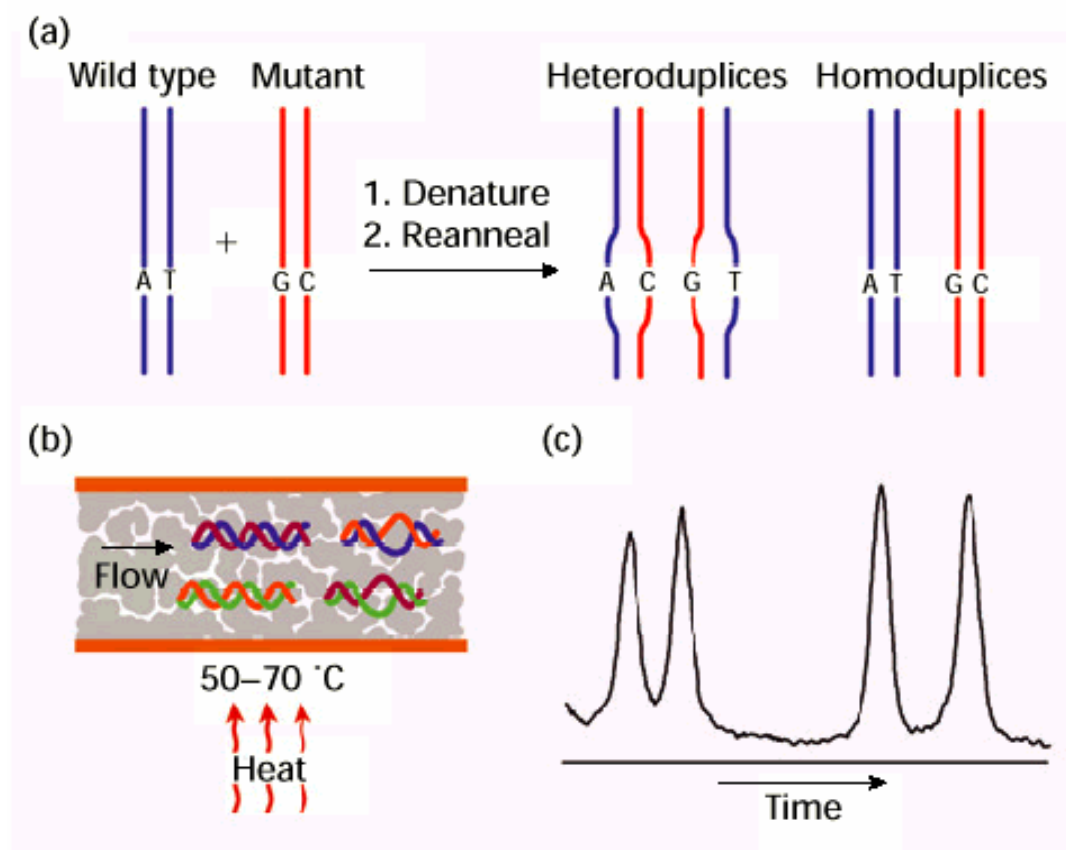 (a)
Wild type Mutant Heteroduplices Homoduplices
1. Denature
2. Reanneal
+
A T G C A C G T A T G C
(b) (c)
Flow
50–70 °C
Heat
Time